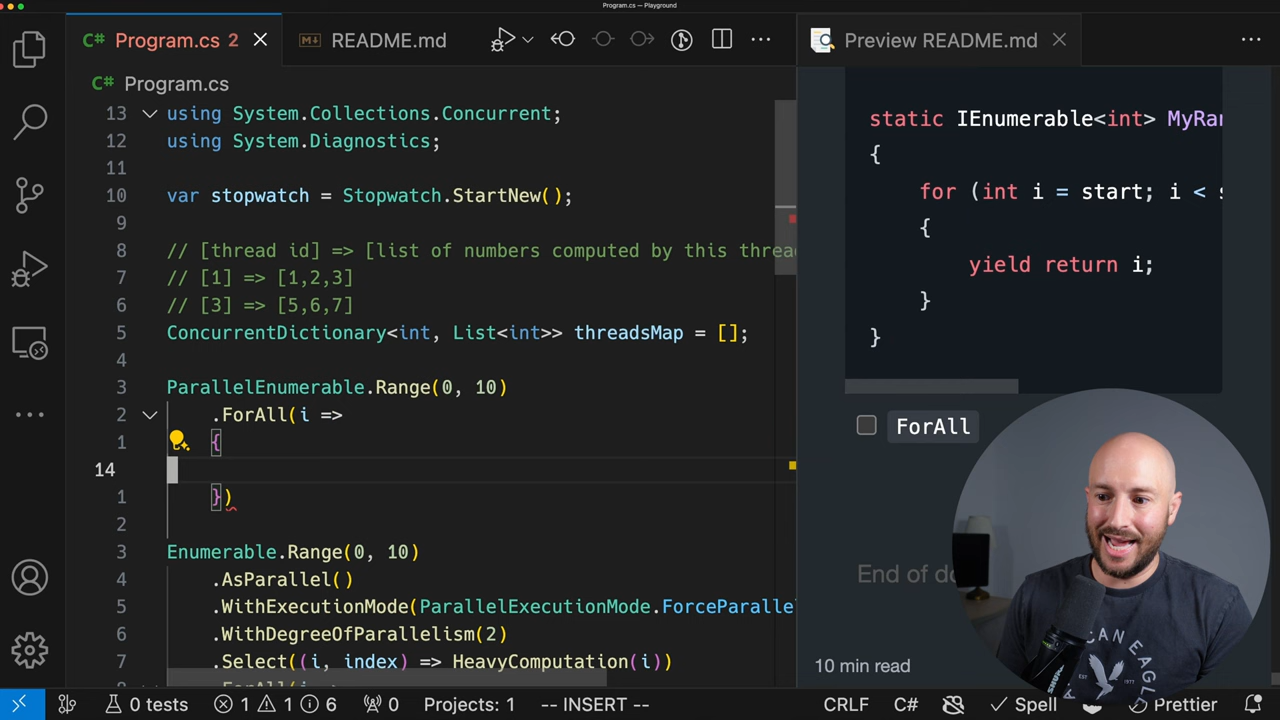 Program.cs — Playground
C# Program.cs 2
README.md
Preview README.md
C# Program.cs
13 using System.Collections.Concurrent;
12 using System.Diagnostics;
11
10 var stopwatch = Stopwatch.StartNew();
9
8 // [thread id] => [list of numbers computed by this threa
7 // [1] => [1,2,3]
6 // [3] => [5,6,7]
5 ConcurrentDictionary<int, List<int>> threadsMap = [];
4
3 ParallelEnumerable.Range(0, 10)
2 .ForAll(i =>
1 {
14
1 })
2
3 Enumerable.Range(0, 10)
4 .AsParallel()
5 .WithExecutionMode(ParallelExecutionMode.ForceParalle
6 .WithDegreeOfParallelism(2)
7 .Select((i, index) => HeavyComputation(i))
static IEnumerable<int> MyRan
{
for (int i = start; i < s
{
yield return i;
}
}
ForAll
End of do
10 min read
CAN EAGLE
0 tests 1 1 6 0 Projects: 1 -- INSERT -- CRLF C# Spell Prettier